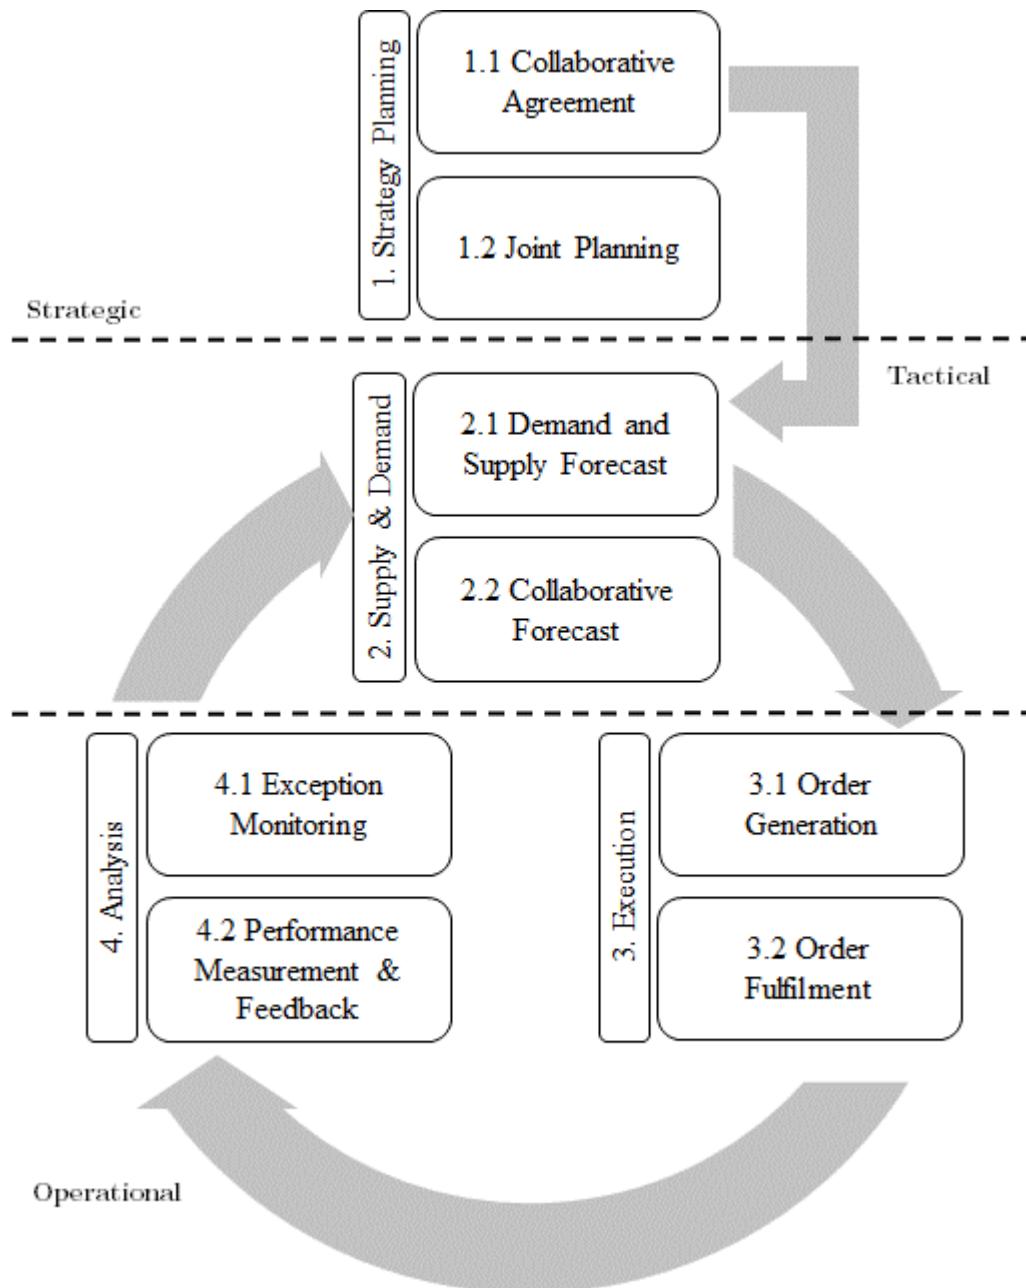 1. Strategy Planning
1.1 Collaborative
Agreement
1.2 Joint Planning
Strategic
Tactical
2. Supply & Demand
2.1 Demand and
Supply Forecast
2.2 Collaborative
Forecast
4. Analysis
4.1 Exception
Monitoring
4.2 Performance
Measurement &
Feedback
3. Execution
3.1 Order
Generation
3.2 Order
Fulfilment
Operational